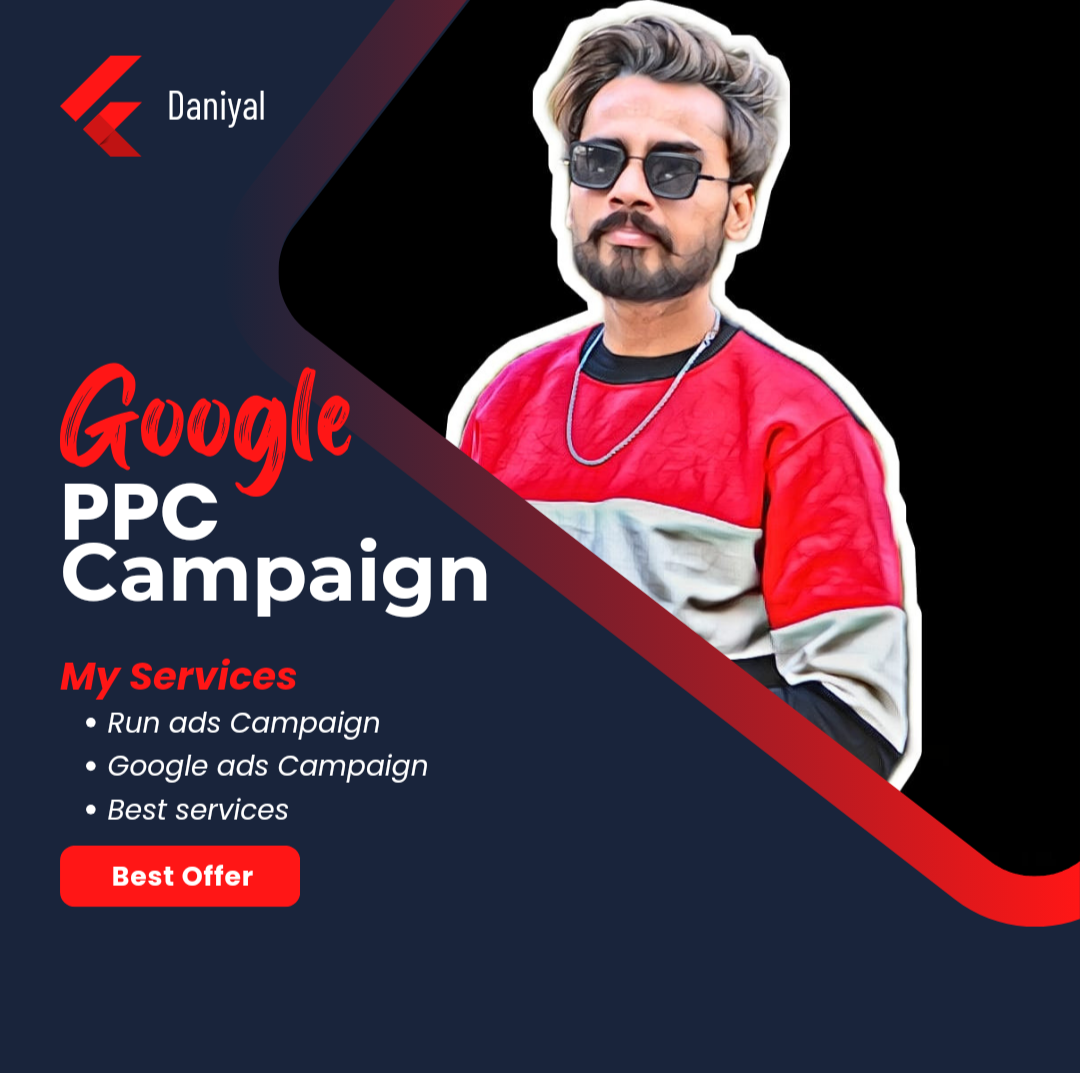 Daniyal
Google
PPC
Campaign
My Services
• Run ads Campaign
• Google ads Campaign
• Best services
Best Offer